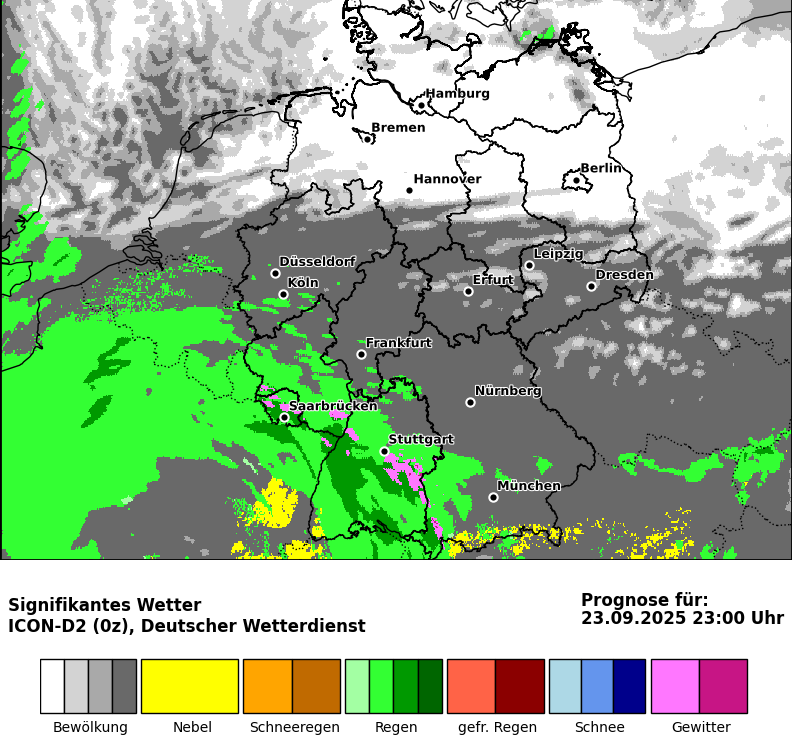 Hamburg
Bremen
Berlin
Hannover
Leipzig
Düsseldorf
Dresden
Köln
Erfurt
Frankfurt
Nürnberg
Saarbrücken
Stuttgart
München
Signifikantes Wetter
ICON-D2 (0z), Deutscher Wetterdienst
Prognose für:
23.09.2025 23:00 Uhr
Bewölkung Nebel Schneeregen Regen gefr. Regen Schnee Gewitter